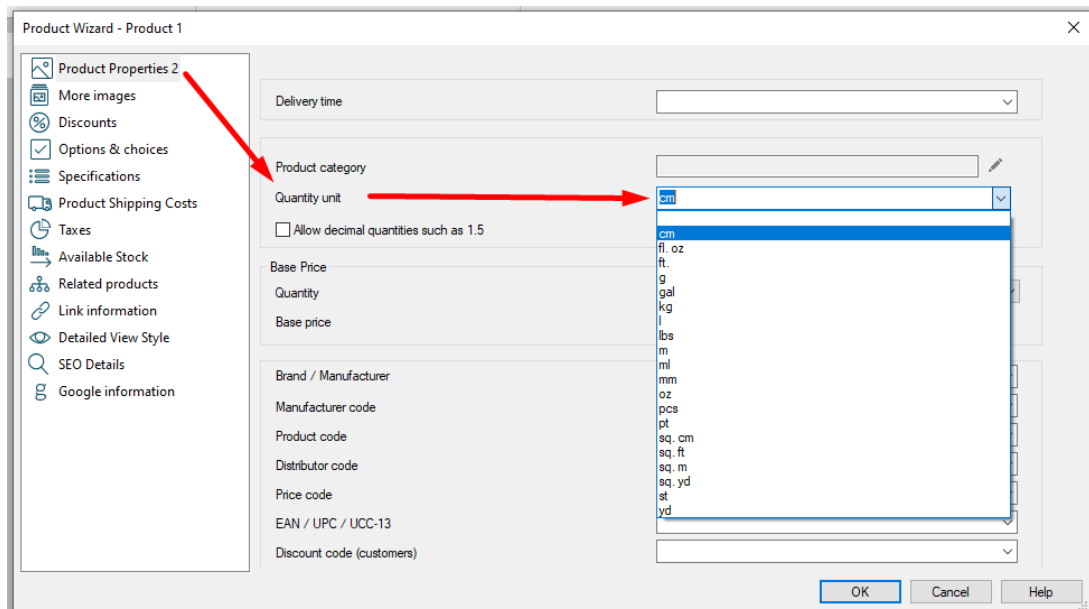 Product Wizard - Product 1
Product Properties 2
More images
Discounts
Options & choices
Specifications
Product Shipping Costs
Taxes
Available Stock
Related products
Link information
Detailed View Style
SEO Details
Google information
Delivery time
Product category
Quantity unit
cm
Allow decimal quantities such as 1.5
Base Price
Quantity
Base price
Brand / Manufacturer
Manufacturer code
Product code
Distributor code
Price code
EAN / UPC / UCC-13
Discount code (customers)
cm
fl. oz
ft.
g
gal
kg
l
lbs
m
ml
mm
oz
pcs
pt
sq. cm
sq. ft
sq. m
sq. yd
st
yd
OK
Cancel
Help